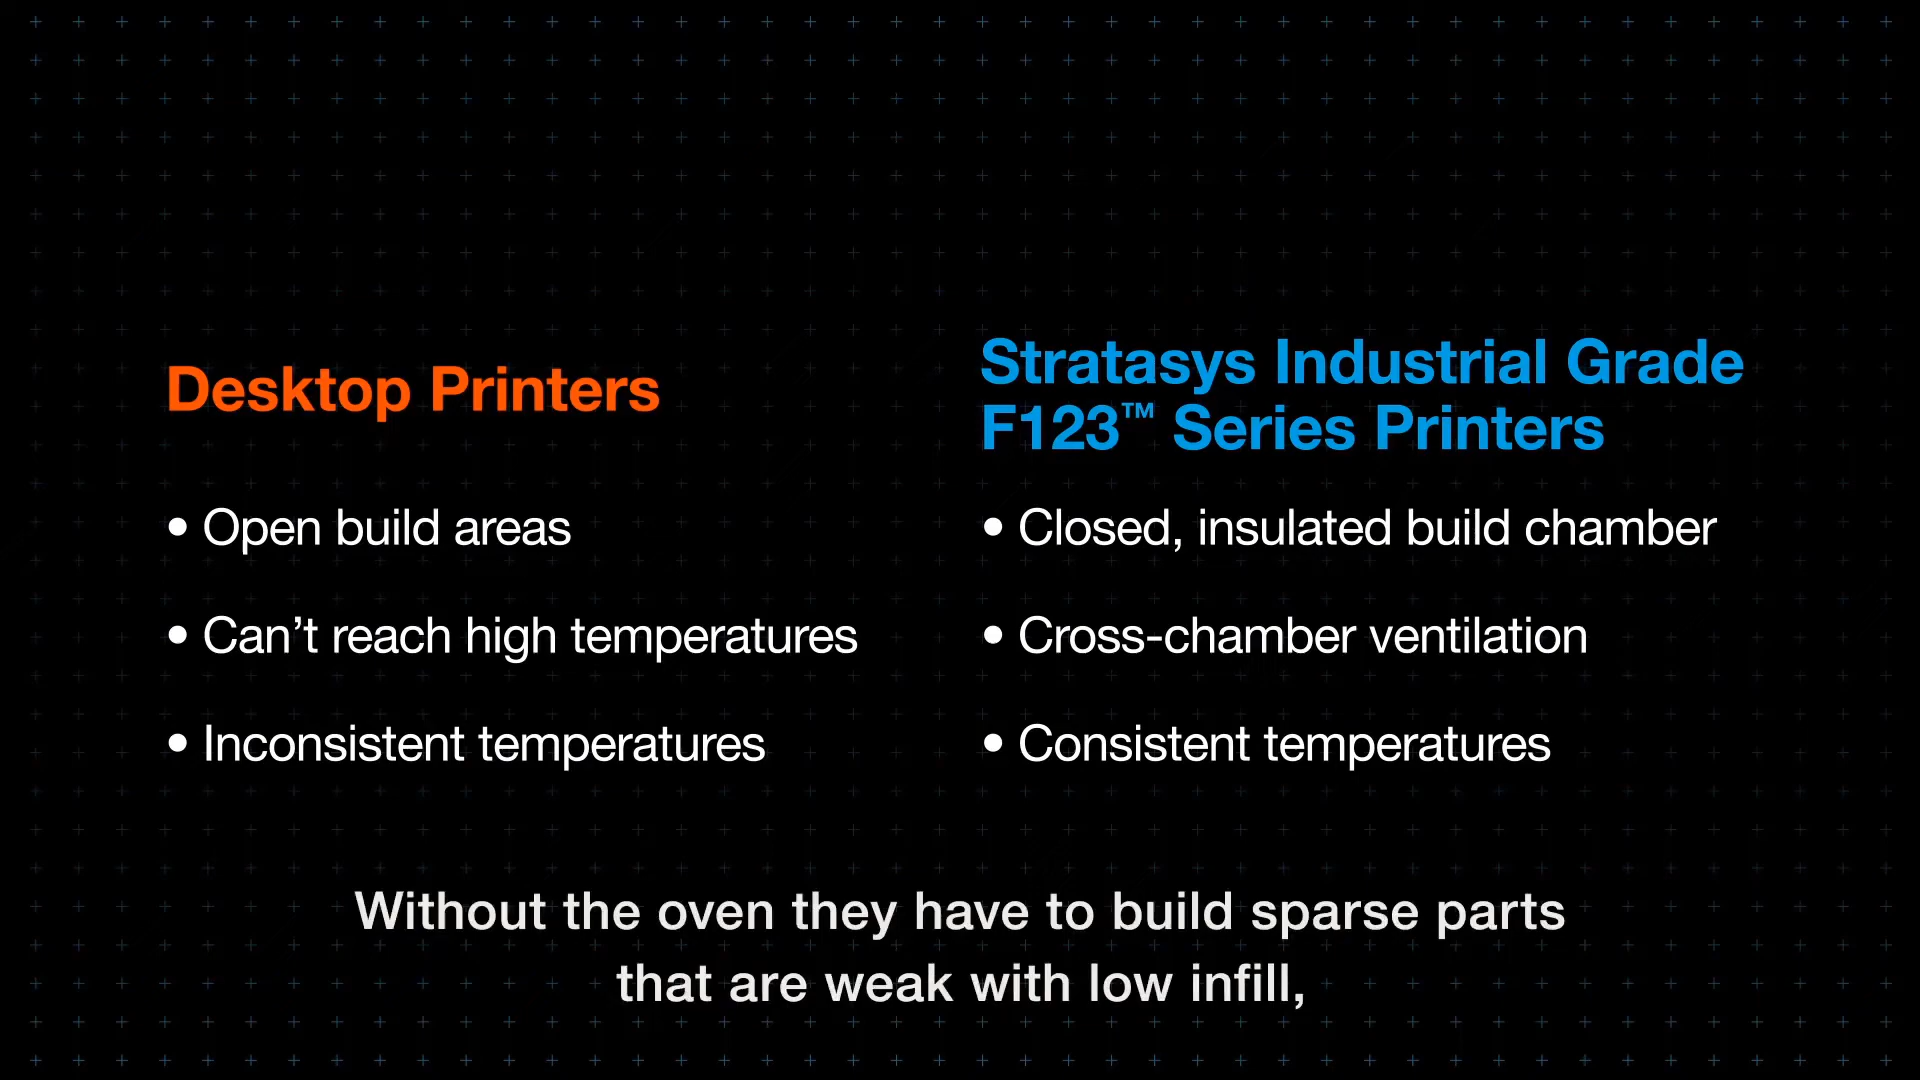 Desktop Printers
• Open build areas
• Can’t reach high temperatures
• Inconsistent temperatures
Stratasys Industrial Grade
F123™ Series Printers
• Closed, insulated build chamber
• Cross-chamber ventilation
• Consistent temperatures
Without the oven they have to build sparse parts
that are weak with low infill,